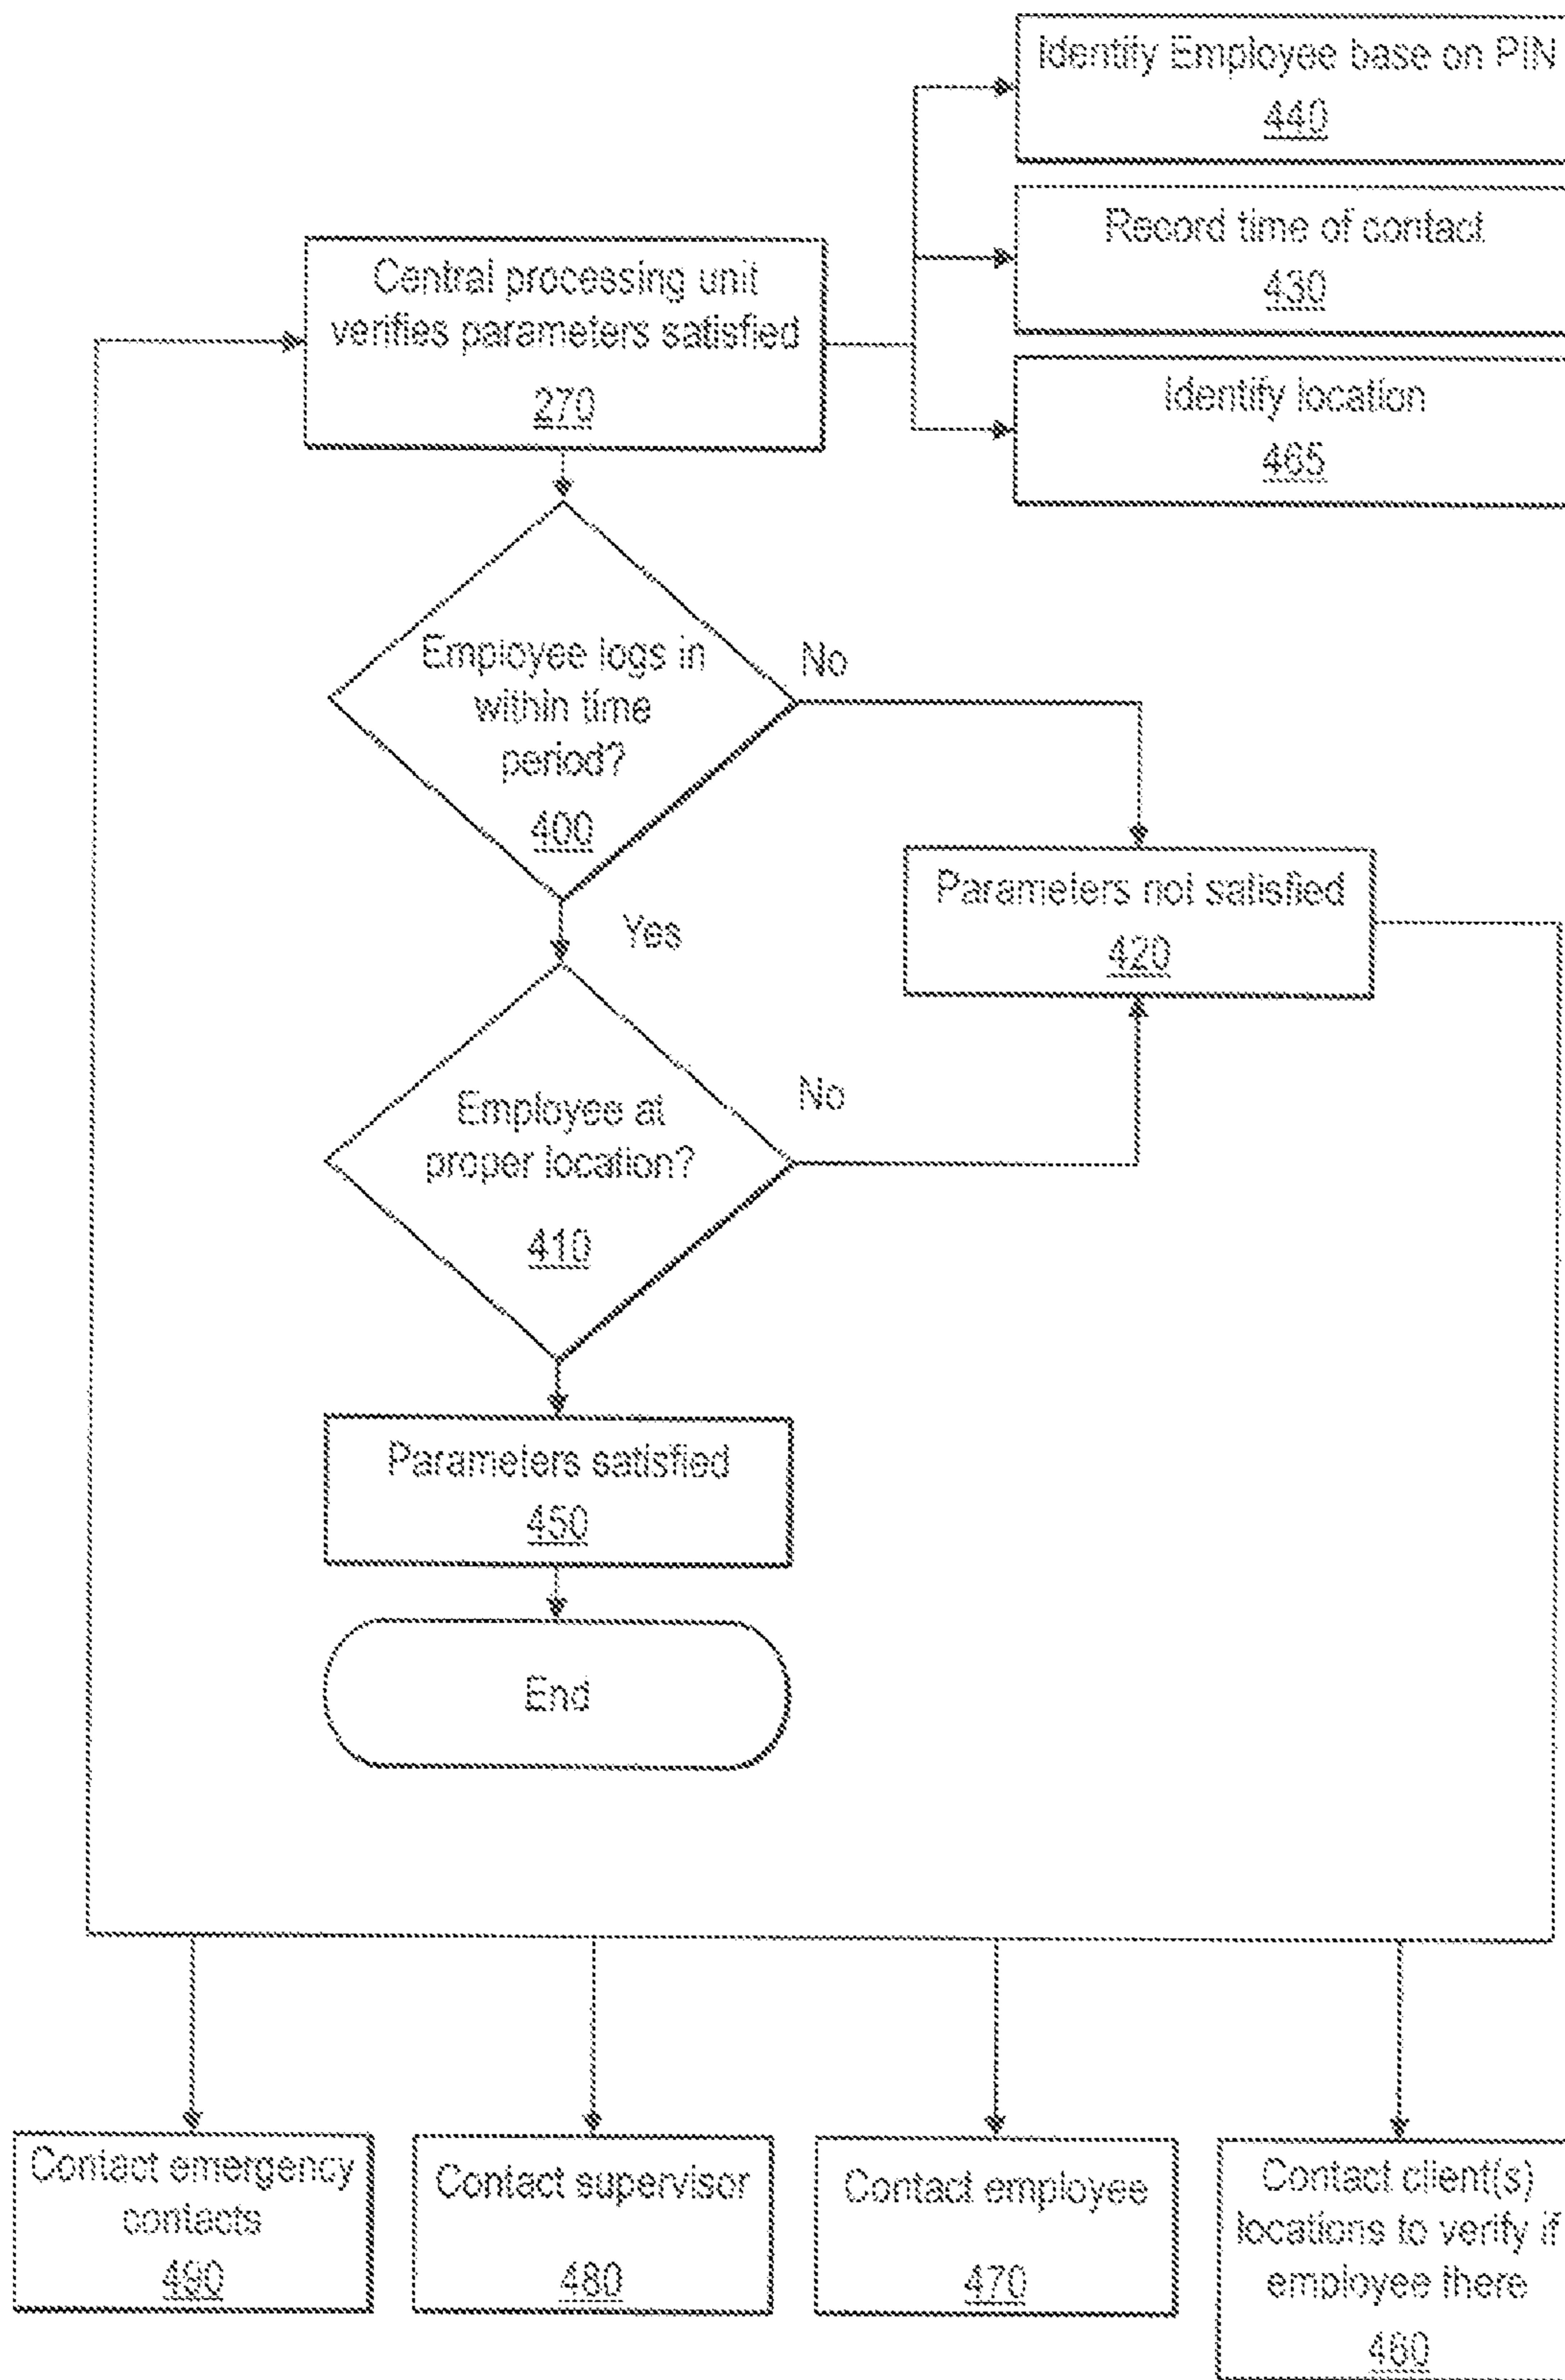 Identify Employee base on PIN
440
Record time of contact
430
Identify location
465
Central processing unit
verifies parameters satisfied
270
Employee logs in
within time
period?
400
No
Yes
Parameters not satisfied
420
Employee at
proper location?
410
No
Parameters satisfied
450
End
Contact emergency
contacts
490
Contact supervisor
480
Contact employee
470
Contact client(s)
locations to verify if
employee there
460